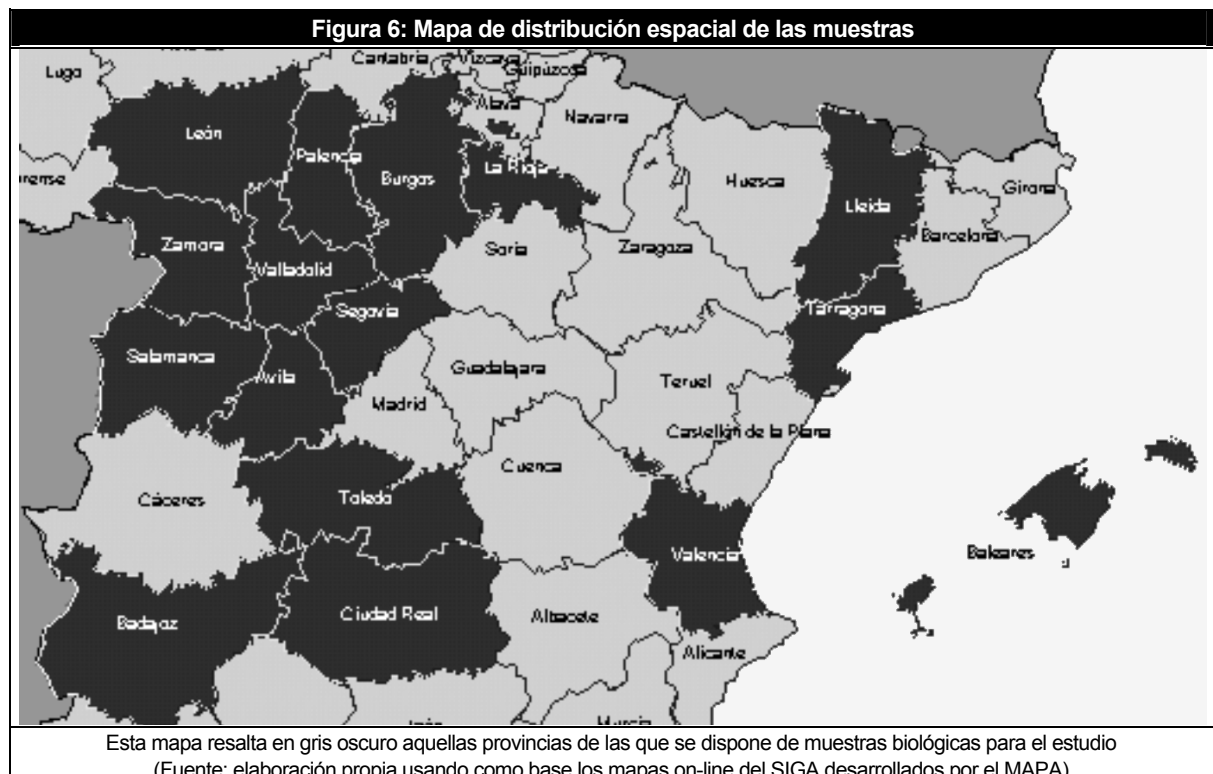 Figura 6: Mapa de distribución espacial de las muestras
Cantabria
Vizcaya
Guipúzcoa
Lugo
Alava
Navarra
León
Palencia
Burgos
La Rioja
Huesca
Lleida
Girona
Barcelona
Zamora
Valladolid
Soria
Zaragoza
Tarragona
Segovia
Salamanca
Avila
Guadalajara
Teruel
Madrid
Castellón de la Plana
Cuenca
Cáceres
Toledo
Valencia
Baleares
Badajoz
Ciudad Real
Albacete
Alicante
Esta mapa resalta en gris oscuro aquellas provincias de las que se dispone de muestras biológicas para el estudio
(Fuente: elaboración propia usando como base los mapas on-line del SIGA desarrollados por el MAPA)